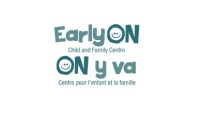 EarlyON
Child and Family Centre
ON y va
Centre pour l'enfant et la famille